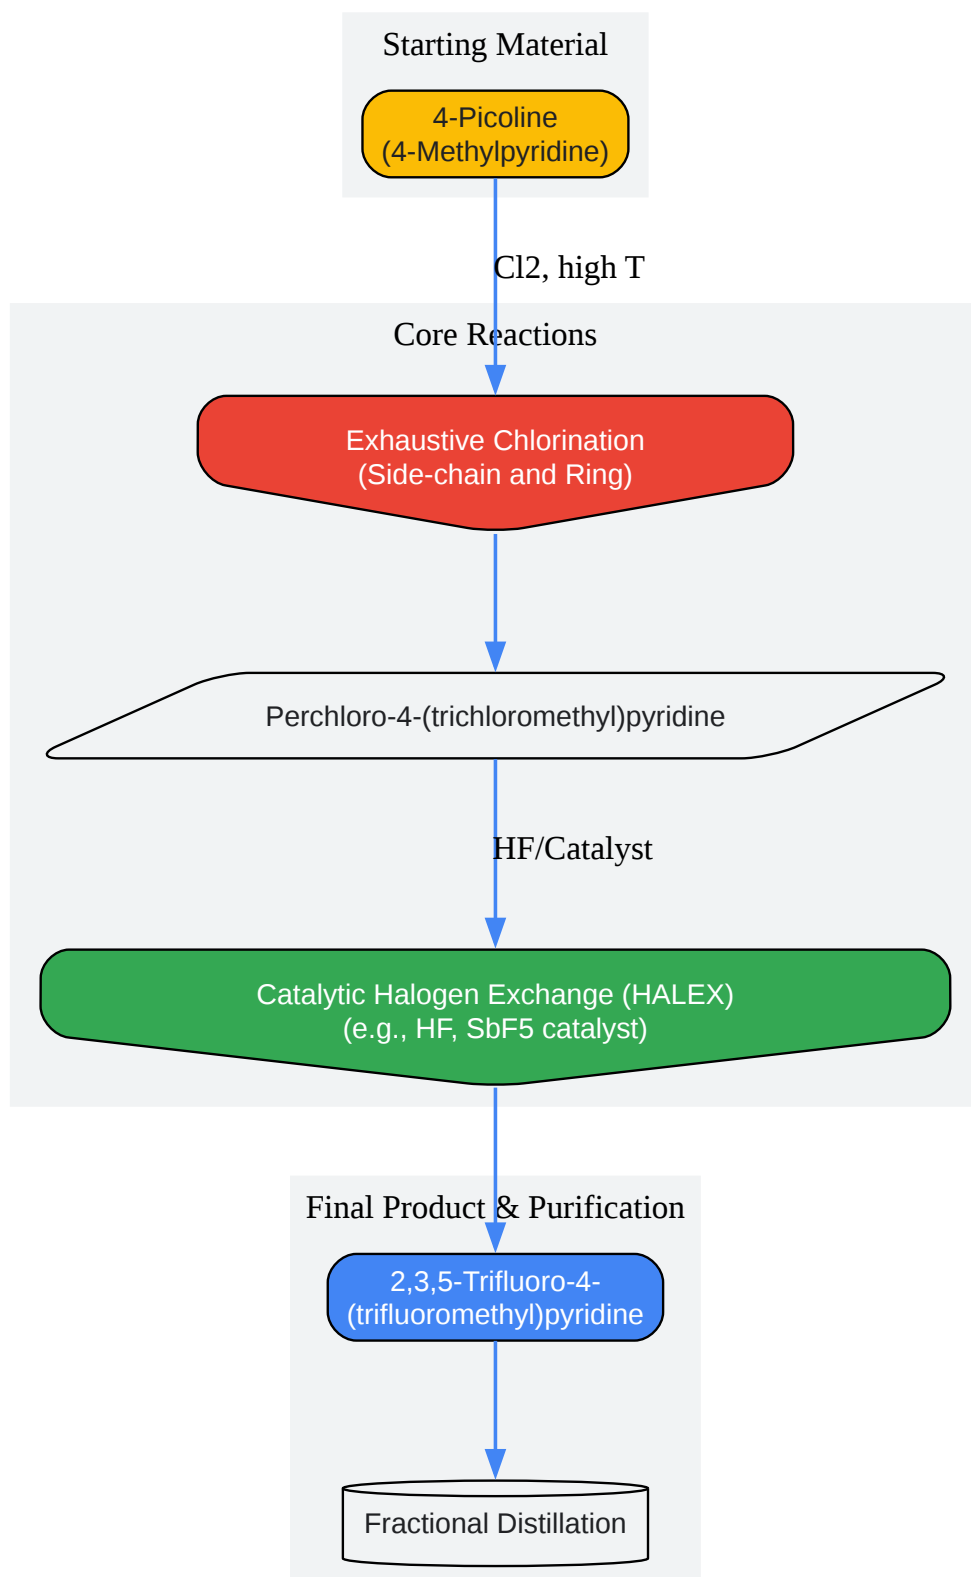 Starting Material
4-Picoline
(4-Methylpyridine)
Cl2, high T
Core Reactions
Exhaustive Chlorination
(Side-chain and Ring)
Perchloro-4-(trichloromethyl)pyridine
HF/Catalyst
Catalytic Halogen Exchange (HALEX)
(e.g., HF, SbF5 catalyst)
Final Product & Purification
2,3,5-Trifluoro-4-
(trifluoromethyl)pyridine
Fractional Distillation